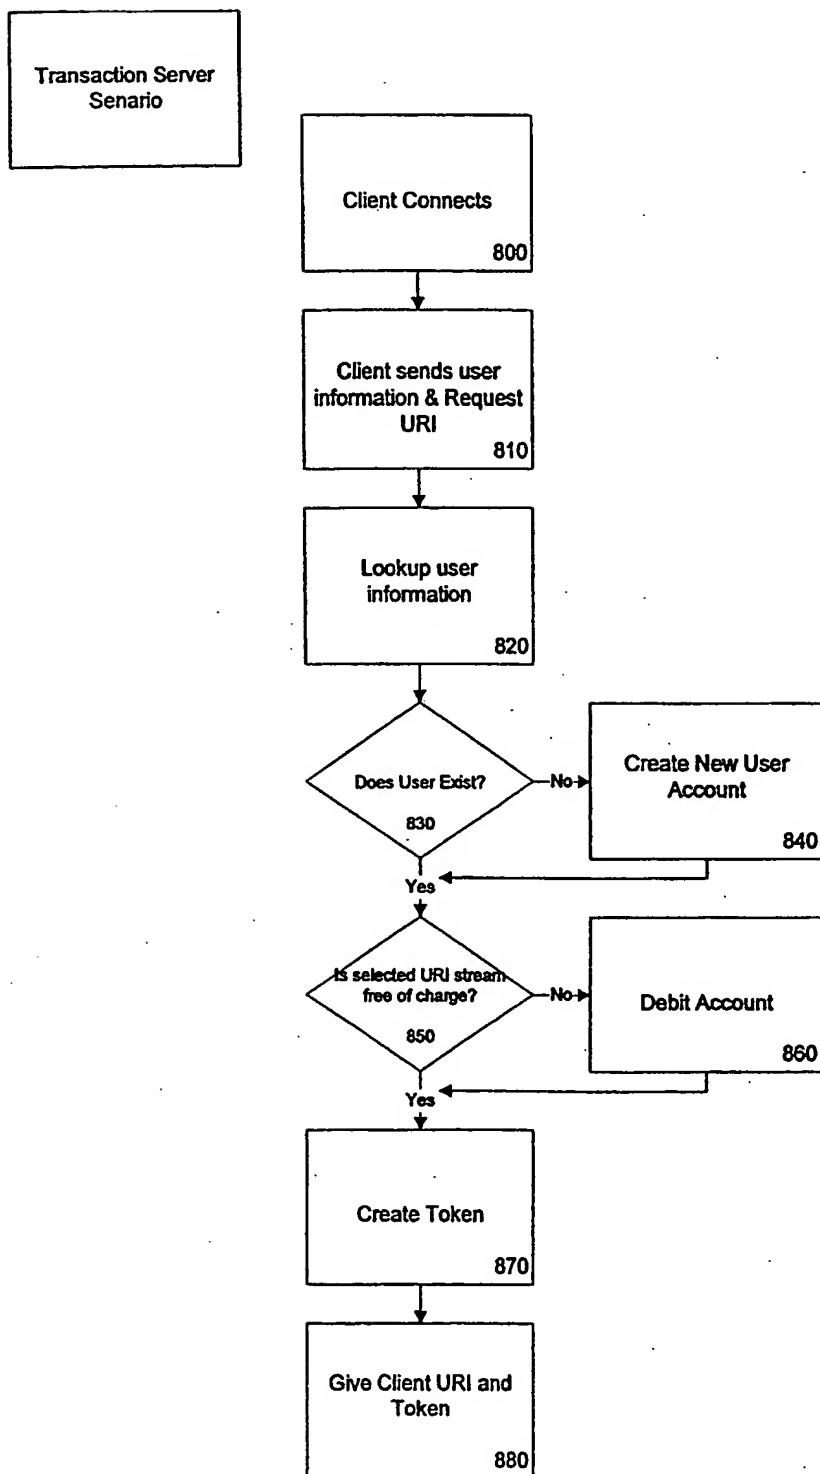 Transaction Server
Senario
Client Connects
800
Client sends user
information & Request
URI
810
Lookup user
information
820
Does User Exist?
830
No
Create New User
Account
840
Yes
Is selected URI stream
free of charge?
850
No
Debit Account
860
Yes
Create Token
870
Give Client URI and
Token
880